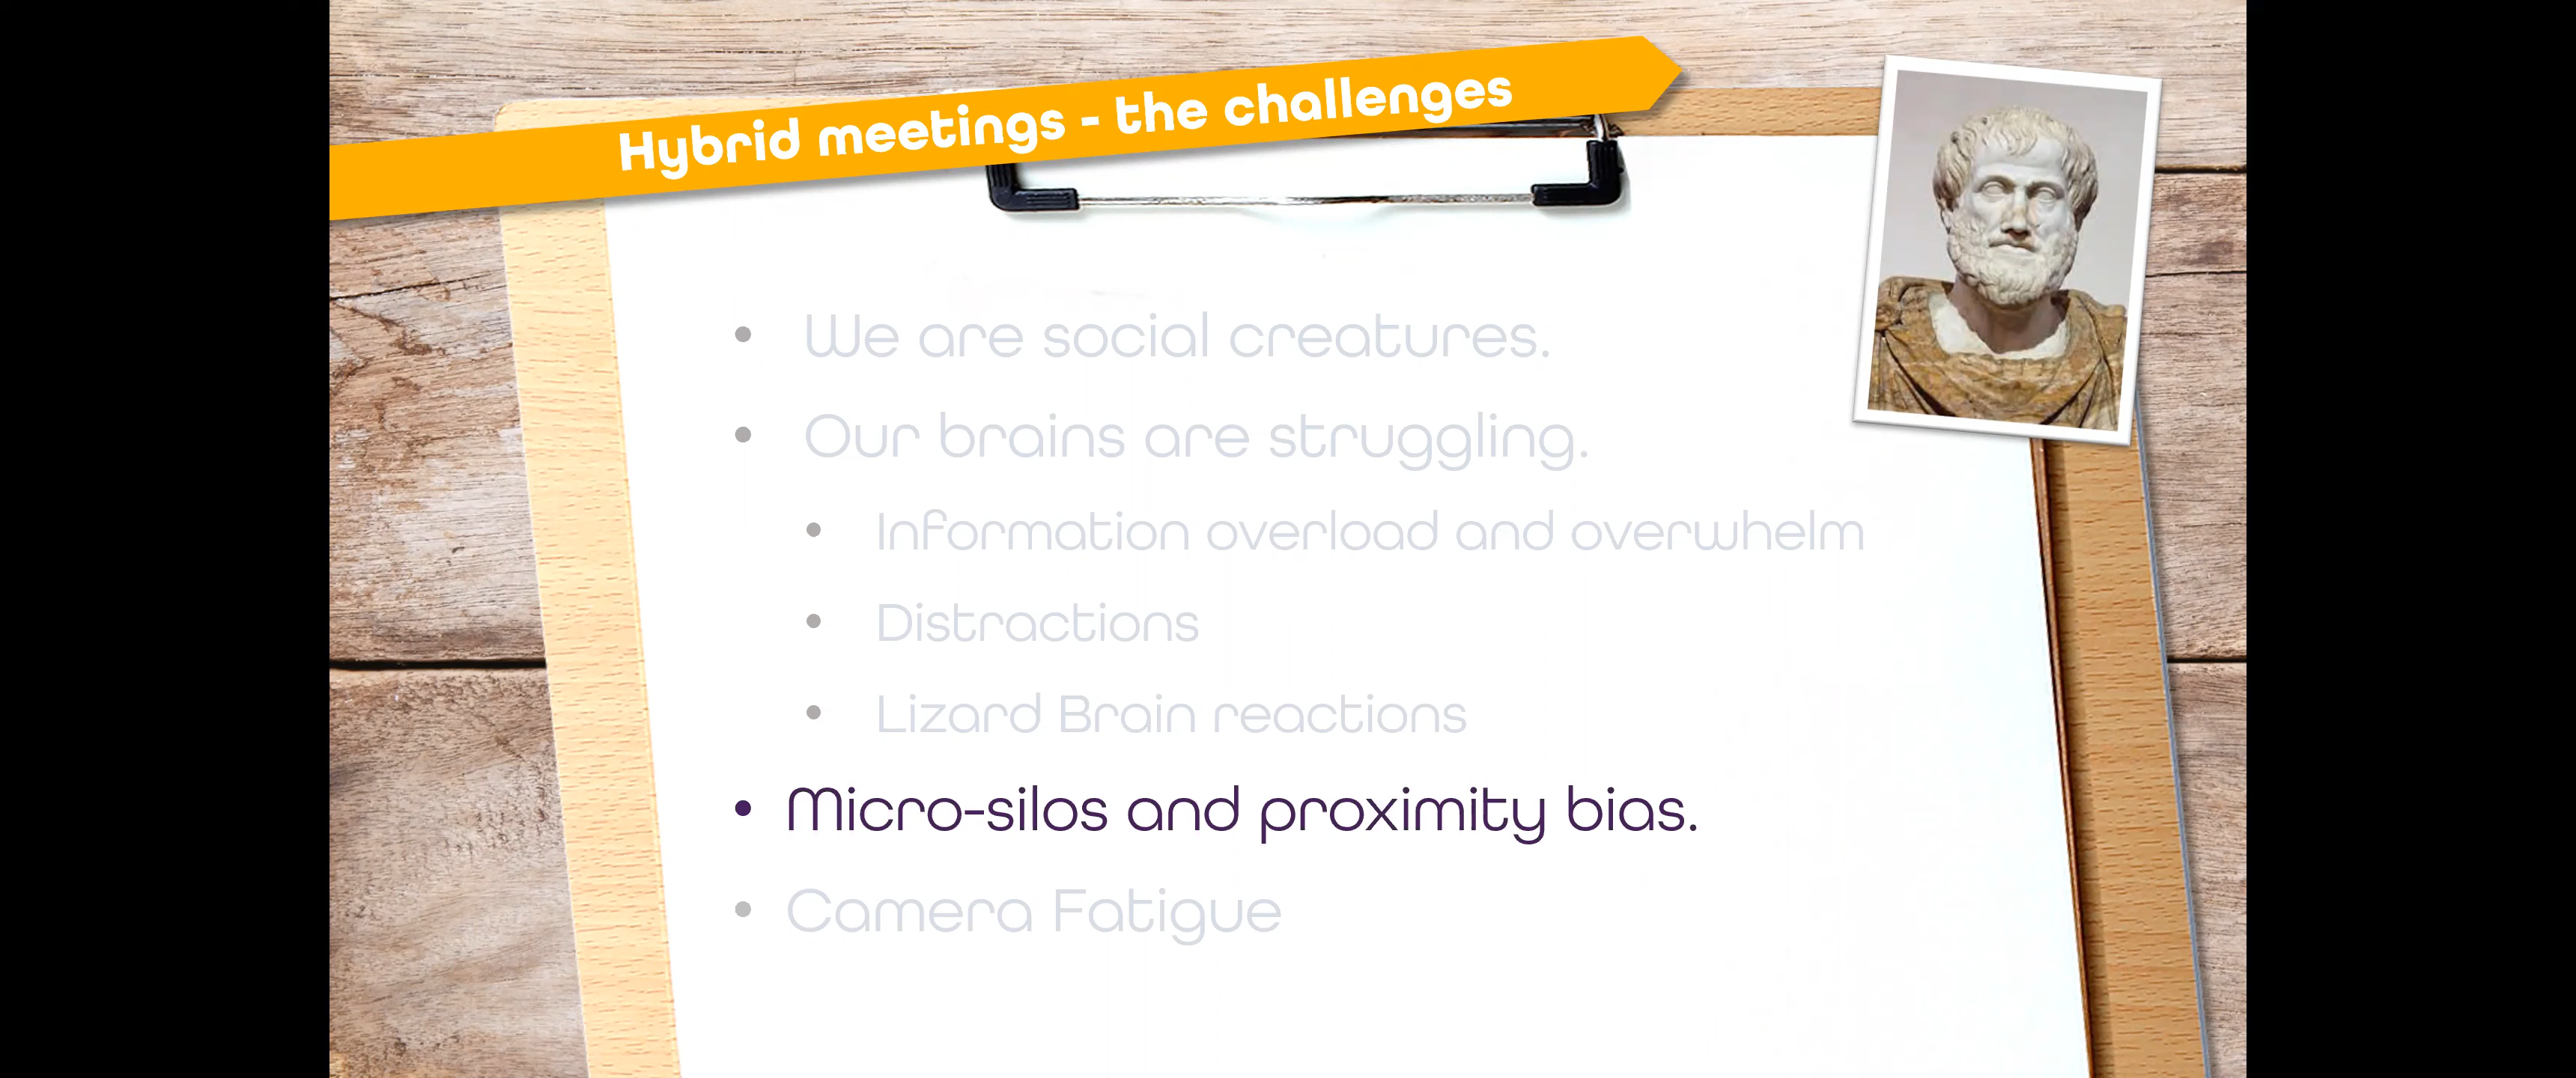 Hybrid meetings - the challenges
• We are social creatures.
• Our brains are struggling.
• Information overload and overwhelm
• Distractions
• Lizard Brain reactions
• Micro-silos and proximity bias.
• Camera Fatigue